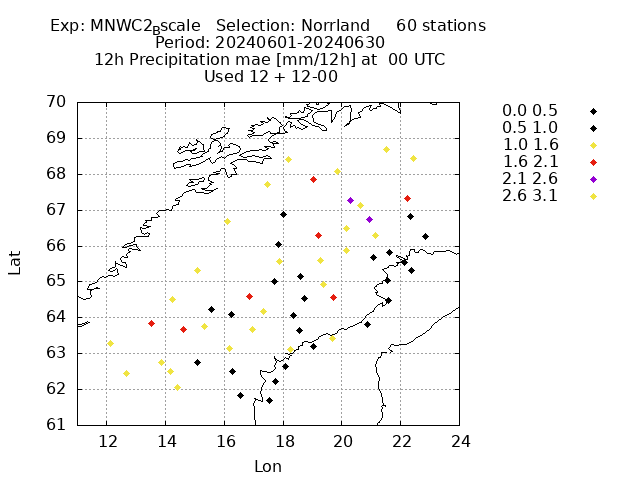 Exp: MNWC2_Bscale   Selection: Norrland     60 stations
Period: 20240601-20240630
12h Precipitation mae [mm/12h] at  00 UTC
Used 12 + 12-00
0.0 0.5
0.5 1.0
1.0 1.6
1.6 2.1
2.1 2.6
2.6 3.1
70
69
68
67
66
65
64
63
62
61
Lat
12 14 16 18 20 22 24
Lon